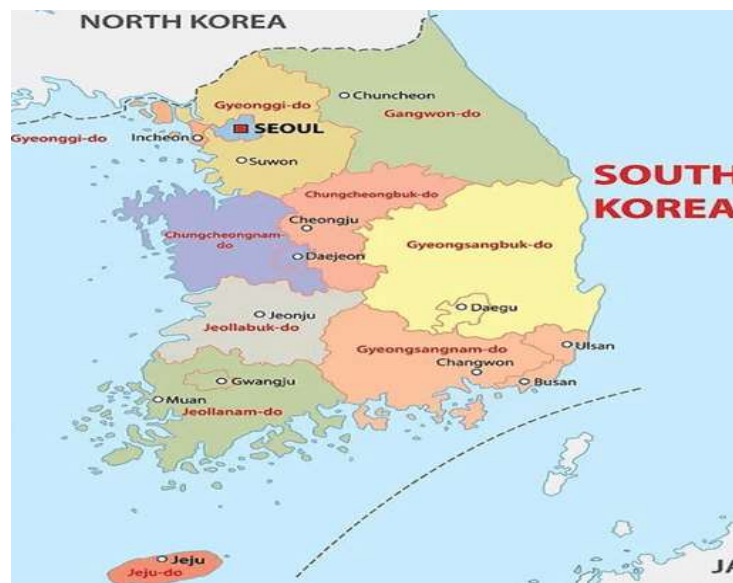 NORTH KOREA
Chuncheon
Gyeonggi-do
Gangwon-do
SEOUL
Gyeonggi-do
Incheon
Suwon
SOUTH
KOREA
Chungcheongbuk-do
Cheongju
Chungcheongnam-
do
Gyeongsangbuk-do
Daejeon
Daegu
Jeonju
Jeollabuk-do
Gyeongsangnam-do
Ulsan
Changwon
Gwangju
Busan
Muan
Jeollanam-do
Jeju
Jeju-do
JA